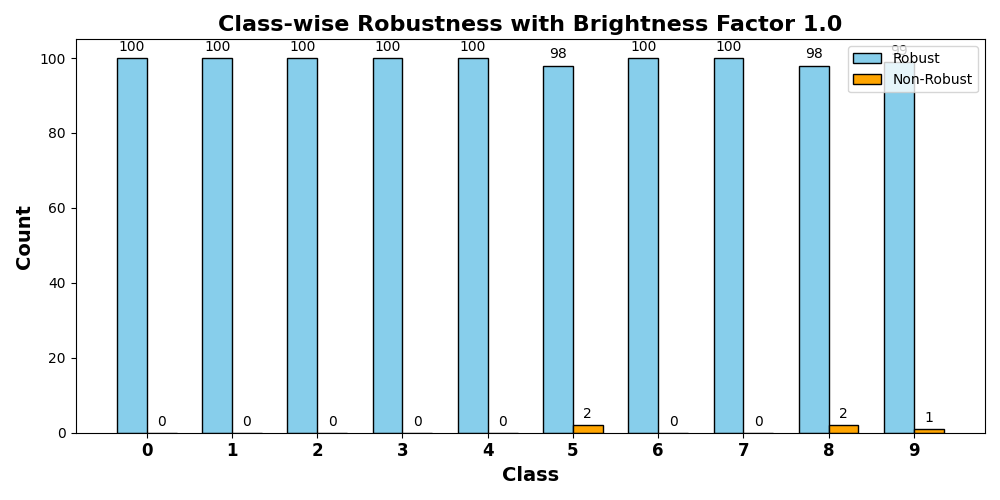 Class-wise Robustness with Brightness Factor 1.0
100 100 100 100 100 98 100 100 98 99
Robust
Non-Robust
0 0 0 0 0 2 0 0 2 1
100
80
60
40
20
0
Count
0 1 2 3 4 5 6 7 8 9
Class